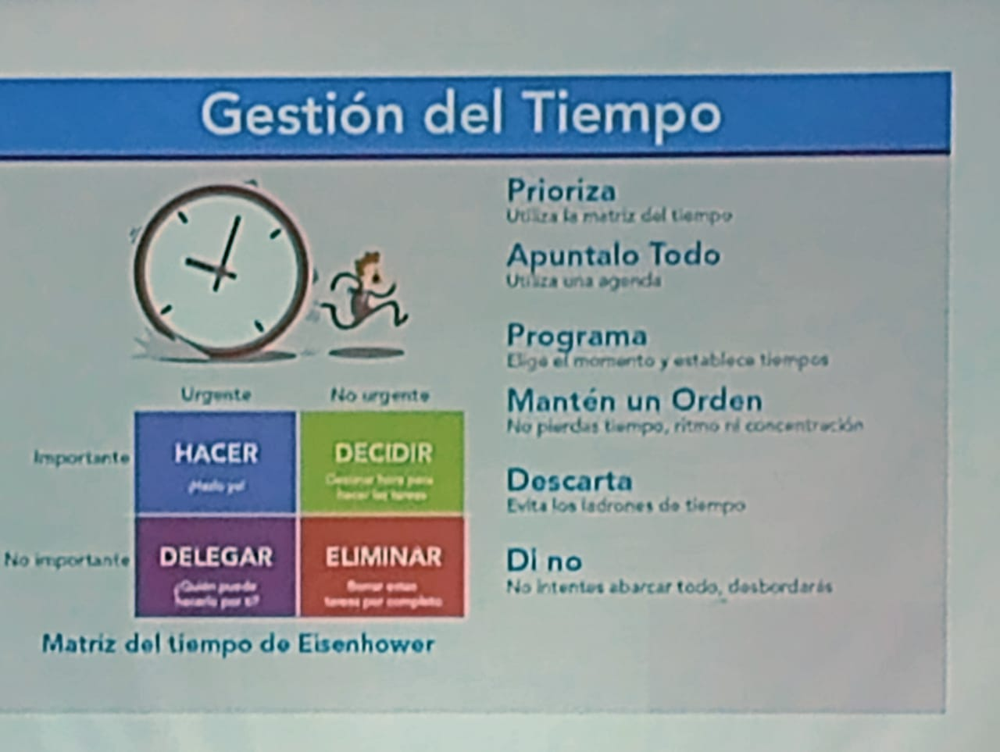 Gestión del Tiempo
Prioriza
Utiliza la matriz del tiempo
Apuntalo Todo
Utiliza una agenda
Programa
Elige el momento y establece tiempos
Mantén un Orden
No pierdas tiempo, ritmo ni concentración
Descarta
Evita los ladrones de tiempo
Di no
No intentes abarcar todo, desbordarás
Urgente
No urgente
Importante
HACER
¡Hazlo ya!
DECIDIR
hora para
hacer las tareas
No importante
DELEGAR
¿Quién puede
hacerlo por ti?
ELIMINAR
Borrar estas
tareas por completo
Matriz del tiempo de Eisenhower